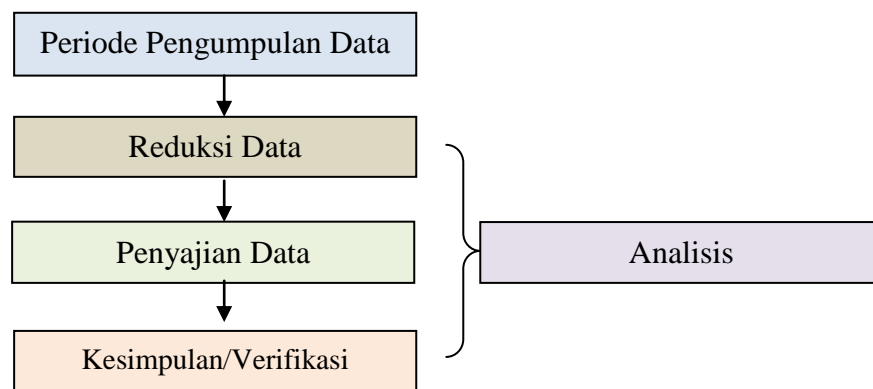 Periode Pengumpulan Data
Reduksi Data
Penyajian Data
Analisis
Kesimpulan/Verifikasi